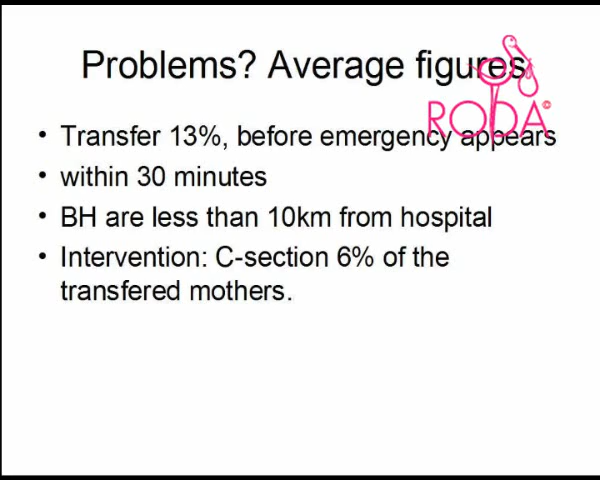 Problems? Average figures
RODA©
• Transfer 13%, before emergency appears
• within 30 minutes
• BH are less than 10km from hospital
• Intervention: C-section 6% of the
transfered mothers.